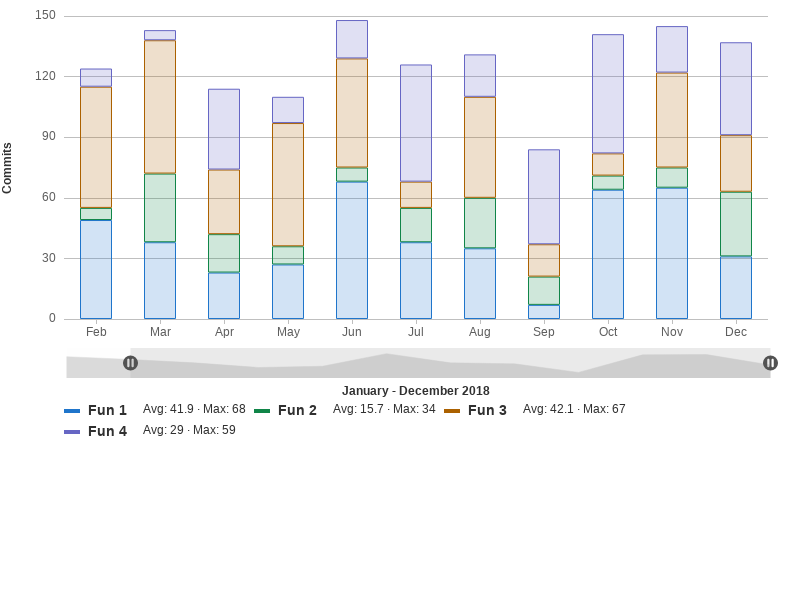 150
120
90
60
30
0
Commits
Feb Mar Apr May Jun Jul Aug Sep Oct Nov Dec
January - December 2018
Fun 1 Avg: 41.9 · Max: 68 Fun 2 Avg: 15.7 · Max: 34 Fun 3 Avg: 42.1 · Max: 67
Fun 4 Avg: 29 · Max: 59